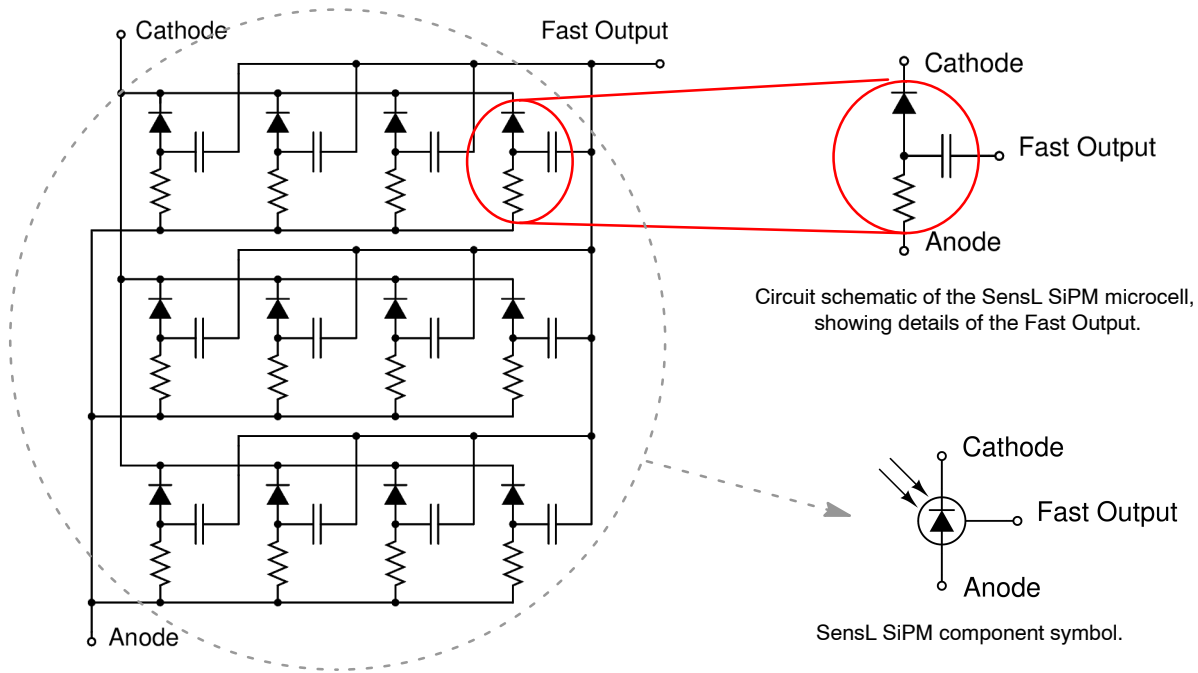 Cathode
Fast Output
Cathode
Fast Output
Anode
Circuit schematic of the SensL SiPM microcell,
showing details of the Fast Output.
Cathode
Fast Output
Anode
SensL SiPM component symbol.
Anode